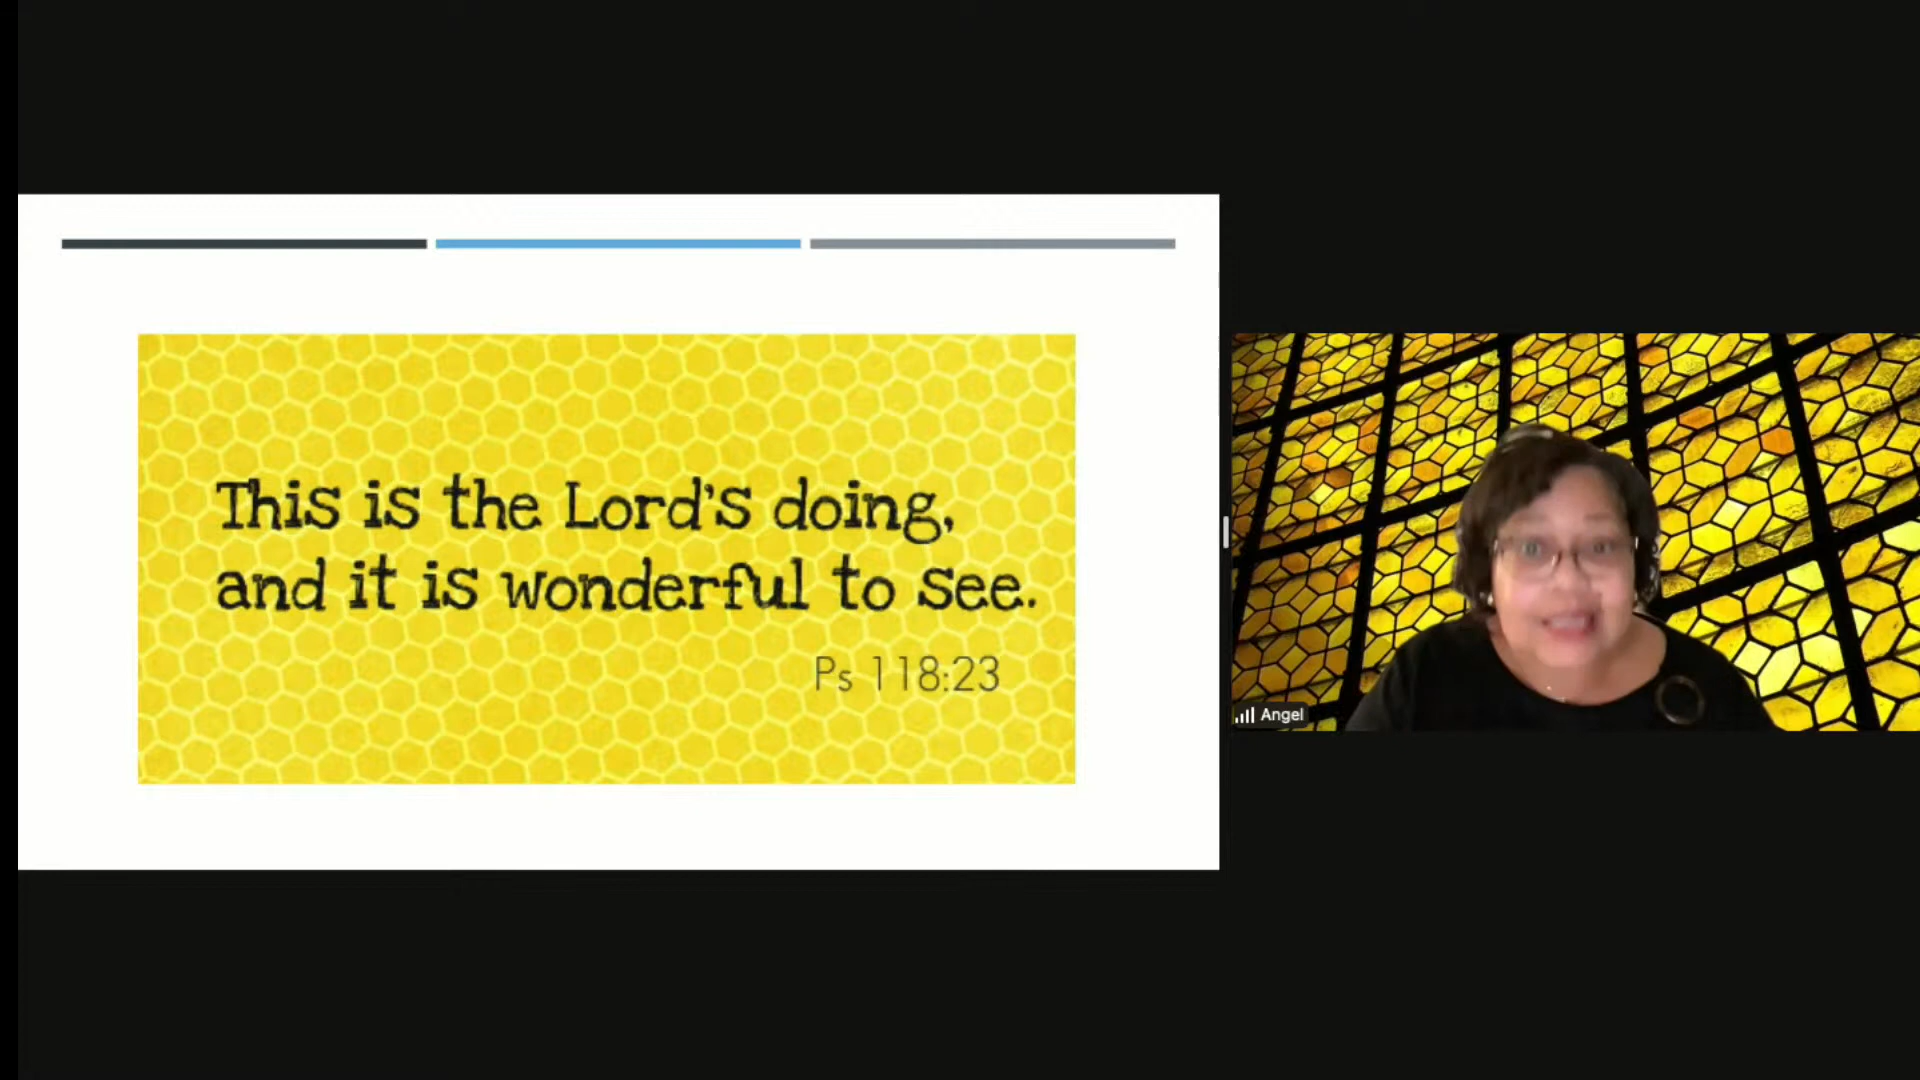 This is the Lord's doing,
and it is wonderful to see.
Ps 118:23
Angel